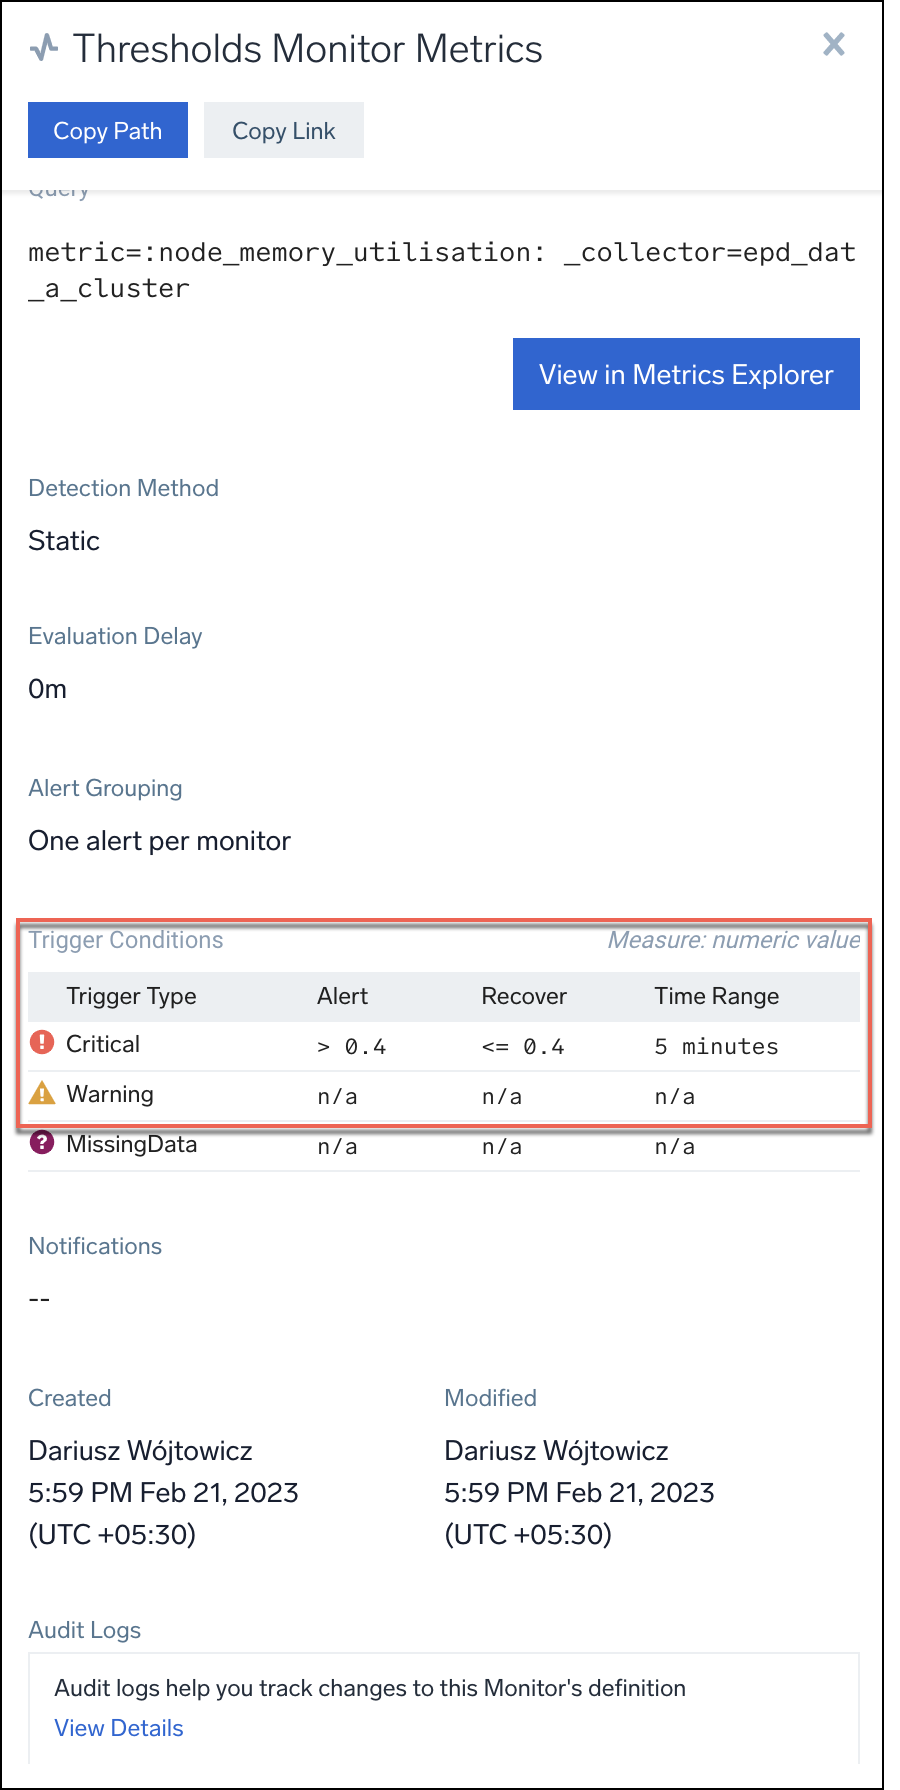 Thresholds Monitor Metrics
Copy Path Copy Link
Query
metric=:node_memory_utilisation: _collector=epd_dat
_a_cluster
View in Metrics Explorer
Detection Method
Static
Evaluation Delay
0m
Alert Grouping
One alert per monitor
Trigger Conditions Measure: numeric value
Trigger Type Alert Recover Time Range
Critical > 0.4 <= 0.4 5 minutes
Warning n/a n/a n/a
MissingData n/a n/a n/a
Notifications
--
Created Modified
Dariusz Wójtowicz Dariusz Wójtowicz
5:59 PM Feb 21, 2023 5:59 PM Feb 21, 2023
(UTC +05:30) (UTC +05:30)
Audit Logs
Audit logs help you track changes to this Monitor's definition
View Details